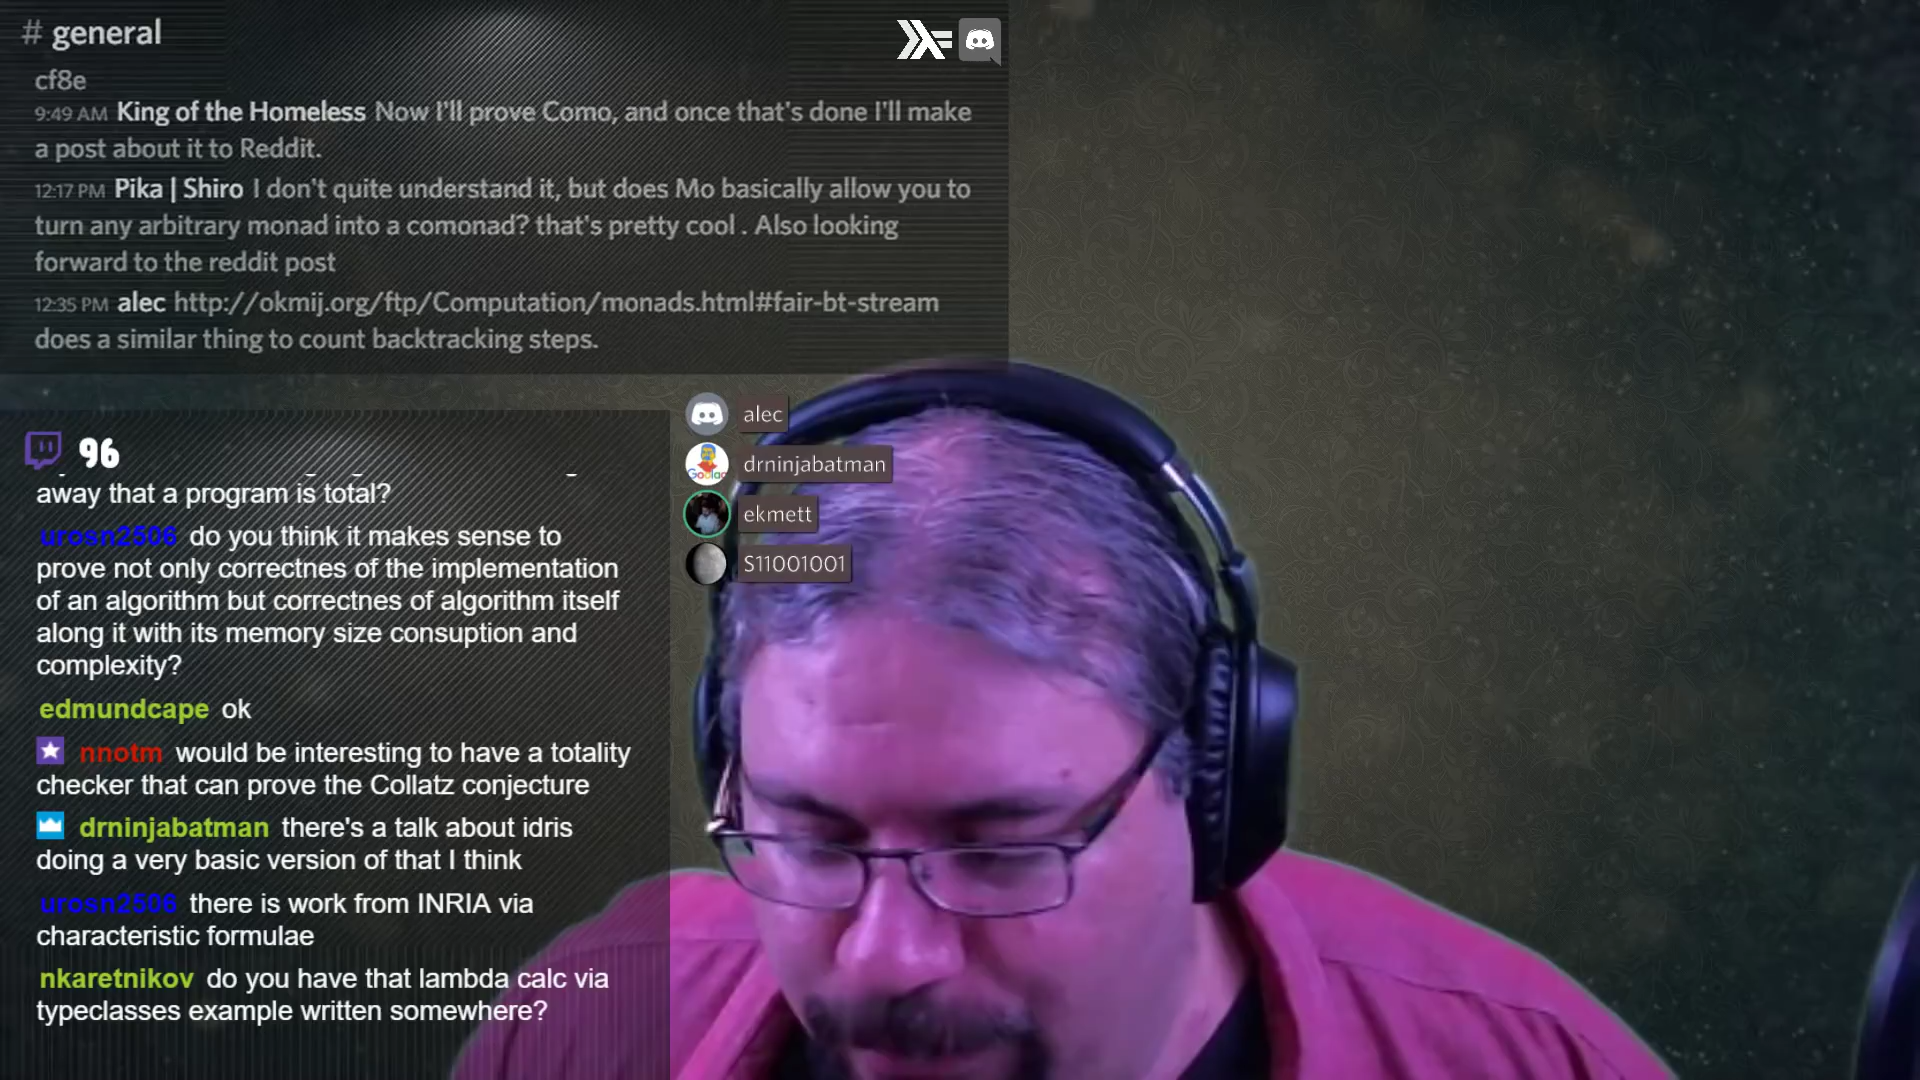 # general
cf8e
9:49 AM King of the Homeless Now I'll prove Como, and once that's done I'll make
a post about it to Reddit.
12:17 PM Pika | Shiro I don't quite understand it, but does Mo basically allow you to
turn any arbitrary monad into a comonad? that's pretty cool . Also looking
forward to the reddit post
12:35 PM alec http://okmij.org/ftp/Computation/monads.html#fair-bt-stream
does a similar thing to count backtracking steps.
alec
drninjabatman
ekmett
S11001001
96
away that a program is total?
urosn2506 do you think it makes sense to
prove not only correctnes of the implementation
of an algorithm but correctnes of algorithm itself
along it with its memory size consuption and
complexity?
edmundcape ok
nnotm would be interesting to have a totality
checker that can prove the Collatz conjecture
drninjabatman there's a talk about idris
doing a very basic version of that I think
urosn2506 there is work from INRIA via
characteristic formulae
nkaretnikov do you have that lambda calc via
typeclasses example written somewhere?